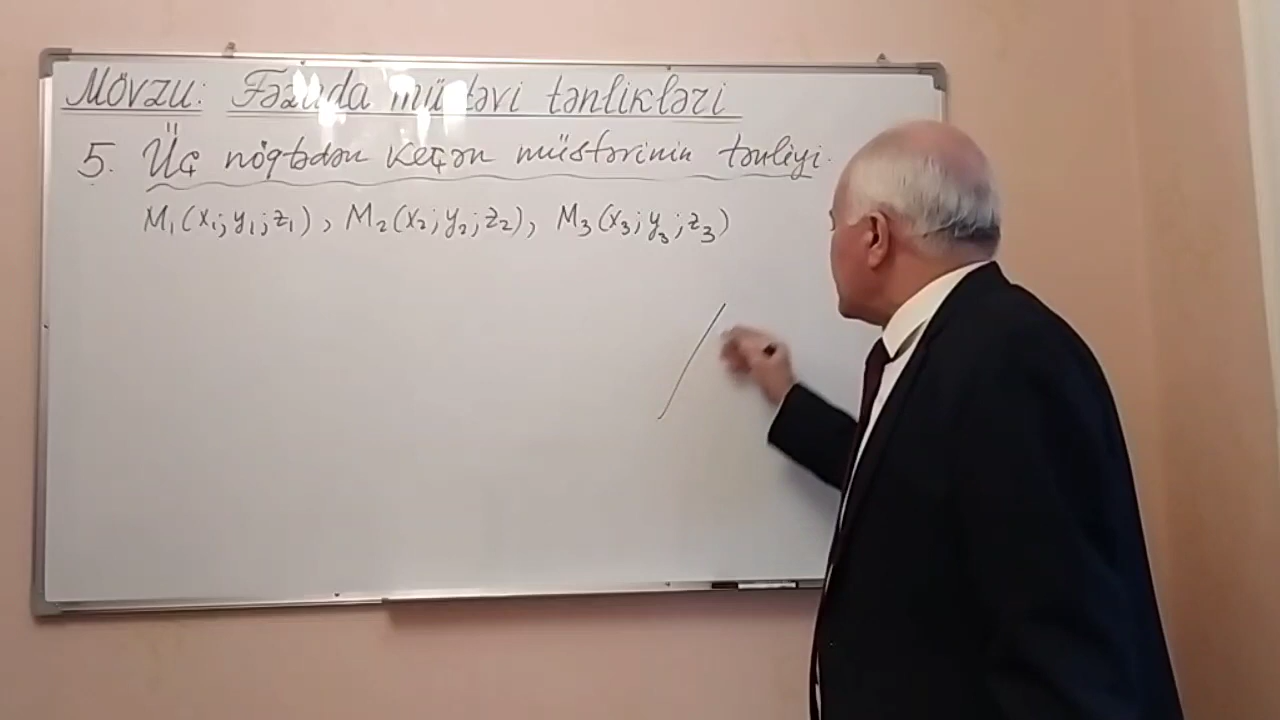 Mövzu: Fəzada müstəvi tənlikləri
5. Üç nöqtədən keçən müstəvinin tənliyi.
M₁(x₁; y₁; z₁), M₂(x₂; y₂; z₂), M₃(x₃; y₃; z₃)